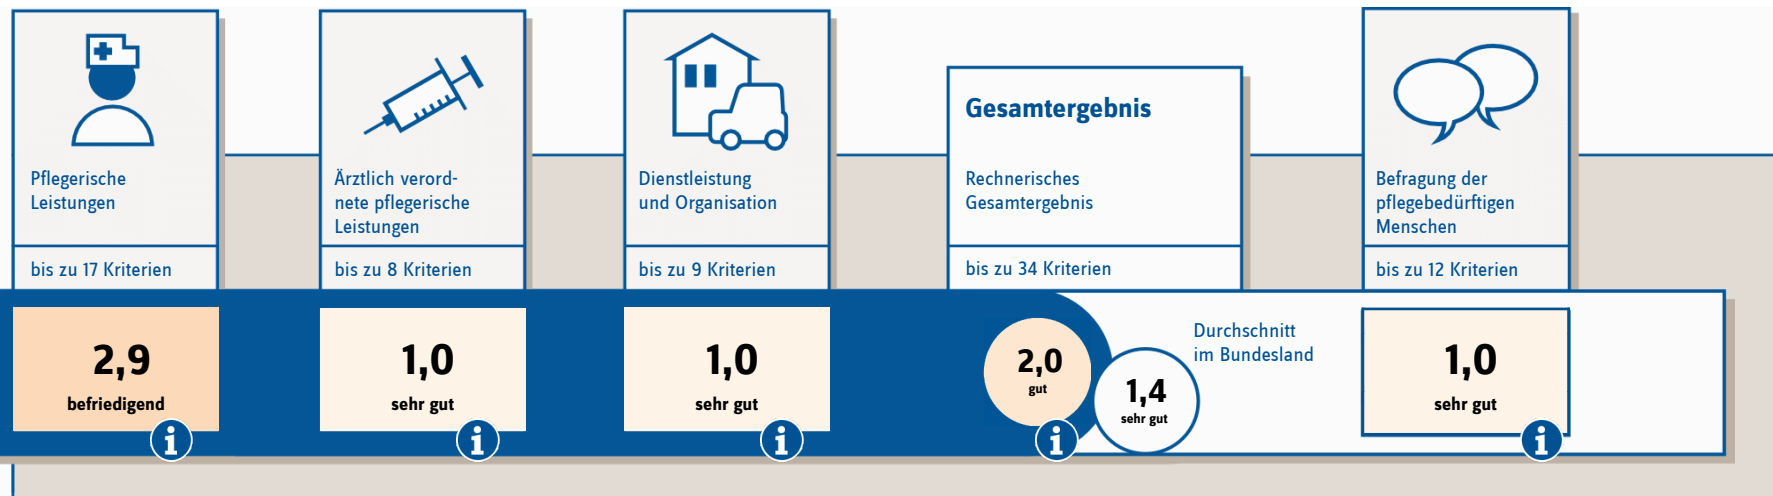 Pflegerische
Leistungen
bis zu 17 Kriterien
2,9
befriedigend
i
Ärztlich verord-
nete pflegerische
Leistungen
bis zu 8 Kriterien
1,0
sehr gut
i
Dienstleistung
und Organisation
bis zu 9 Kriterien
1,0
sehr gut
i
Gesamtergebnis
Rechnerisches
Gesamtergebnis
bis zu 34 Kriterien
2,0
gut
i
1,4
sehr gut
Durchschnitt
im Bundesland
Befragung der
pflegebedürftigen
Menschen
bis zu 12 Kriterien
1,0
sehr gut
i